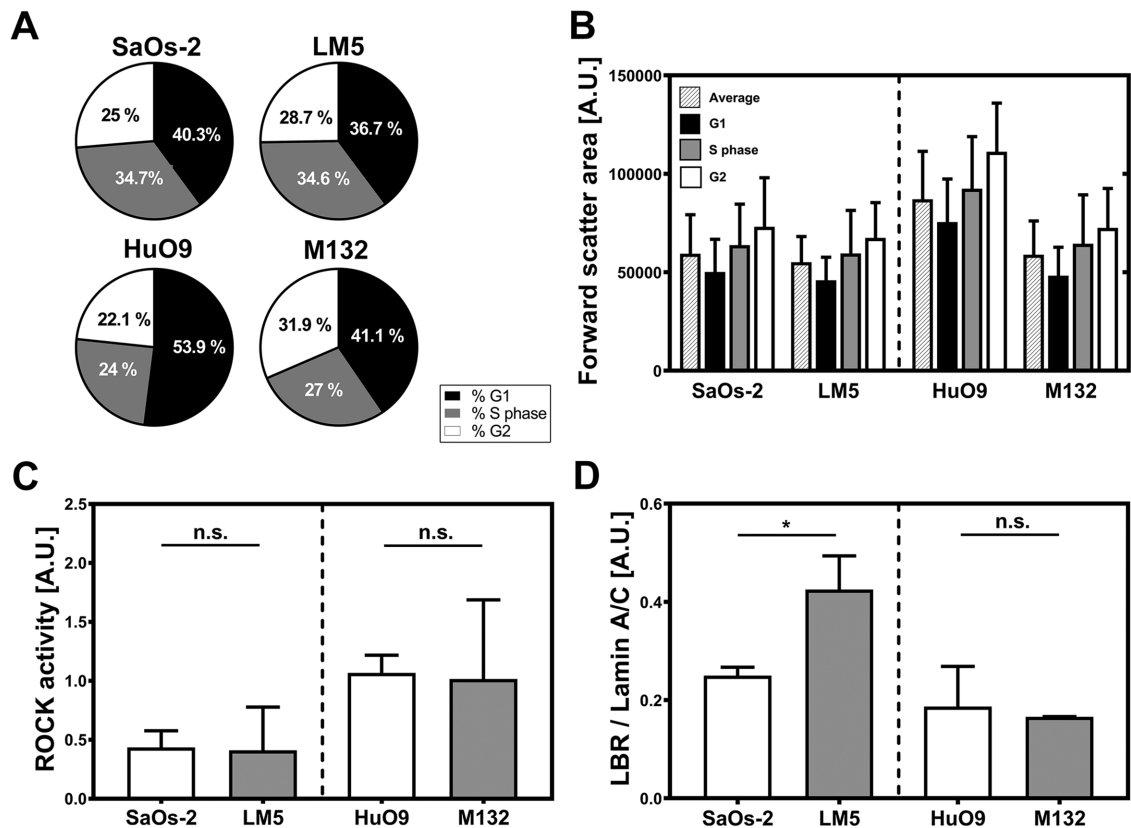 A
SaOs-2 LM5
25 % 40.3% 34.7%
28.7 % 36.7 % 34.6 %
HuO9 M132
22.1 % 53.9 % 24 %
31.9 % 41.1 % 27 %
% G1
% S phase
% G2
B
Forward scatter area [A.U.]
150000
100000
50000
0
Average
G1
S phase
G2
SaOs-2 LM5 HuO9 M132
C
ROCK activity [A.U.]
2.5
2.0
1.5
1.0
0.5
0.0
n.s. n.s.
SaOs-2 LM5 HuO9 M132
D
LBR / Lamin A/C [A.U.]
0.6
0.4
0.2
0.0
* n.s.
SaOs-2 LM5 HuO9 M132